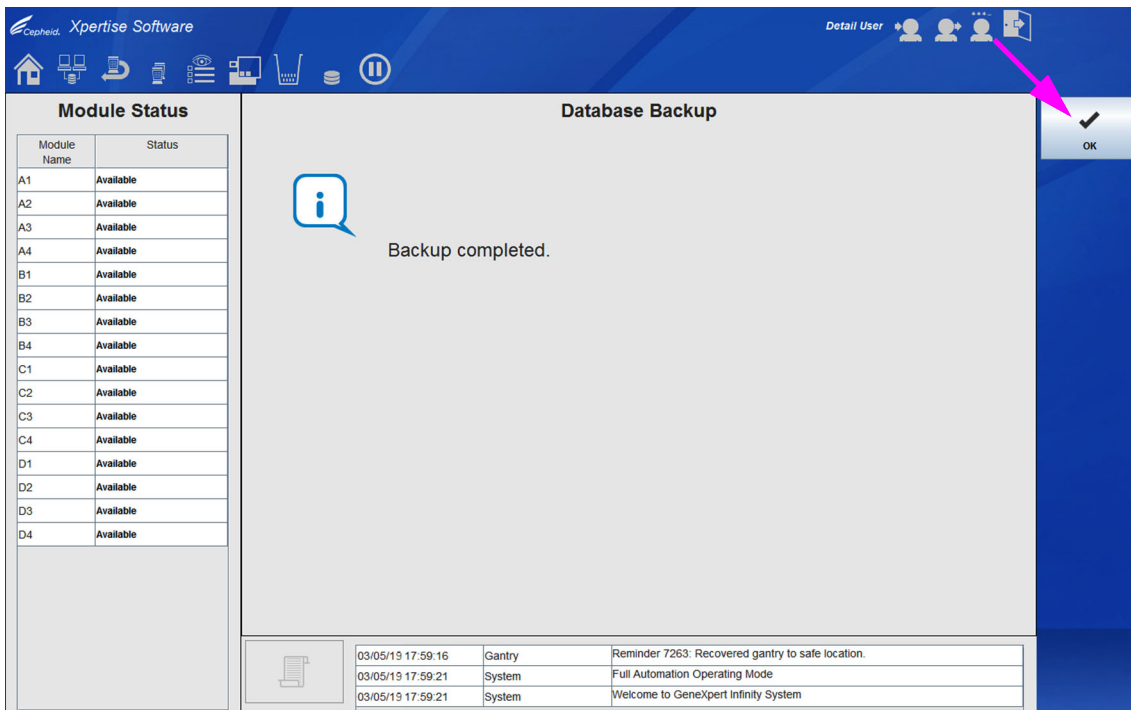 Cepheid. Xpertise Software
Detail User
Module Status
Database Backup
OK
Module Name Status
A1 Available
A2 Available
A3 Available
A4 Available
B1 Available
B2 Available
B3 Available
B4 Available
C1 Available
C2 Available
C3 Available
C4 Available
D1 Available
D2 Available
D3 Available
D4 Available
Backup completed.
03/05/19 17:59:16 Gantry Reminder 7263: Recovered gantry to safe location.
03/05/19 17:59:21 System Full Automation Operating Mode
03/05/19 17:59:21 System Welcome to GeneXpert Infinity System